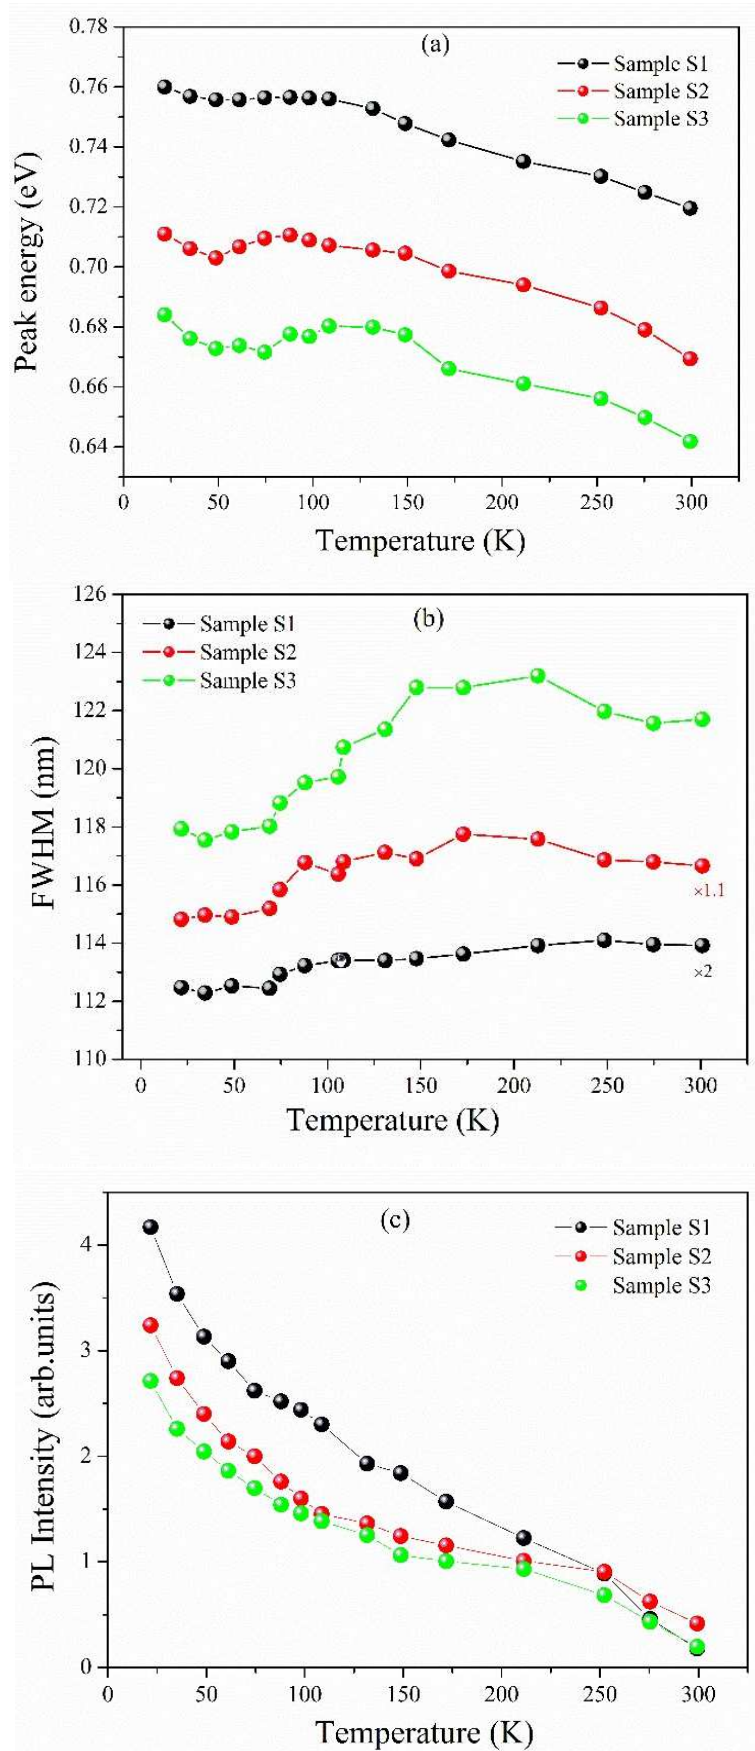 (a)
Sample S1
Sample S2
Sample S3
Peak energy (eV)
0.78
0.76
0.74
0.72
0.70
0.68
0.66
0.64
0 50 100 150 200 250 300
Temperature (K)
(b)
Sample S1
Sample S2
Sample S3
FWHM (nm)
126
124
122
120
118
116
114
112
110
×1.1
×2
0 50 100 150 200 250 300
Temperature (K)
(c)
Sample S1
Sample S2
Sample S3
PL Intensity (arb.units)
4
3
2
1
0
0 50 100 150 200 250 300
Temperature (K)